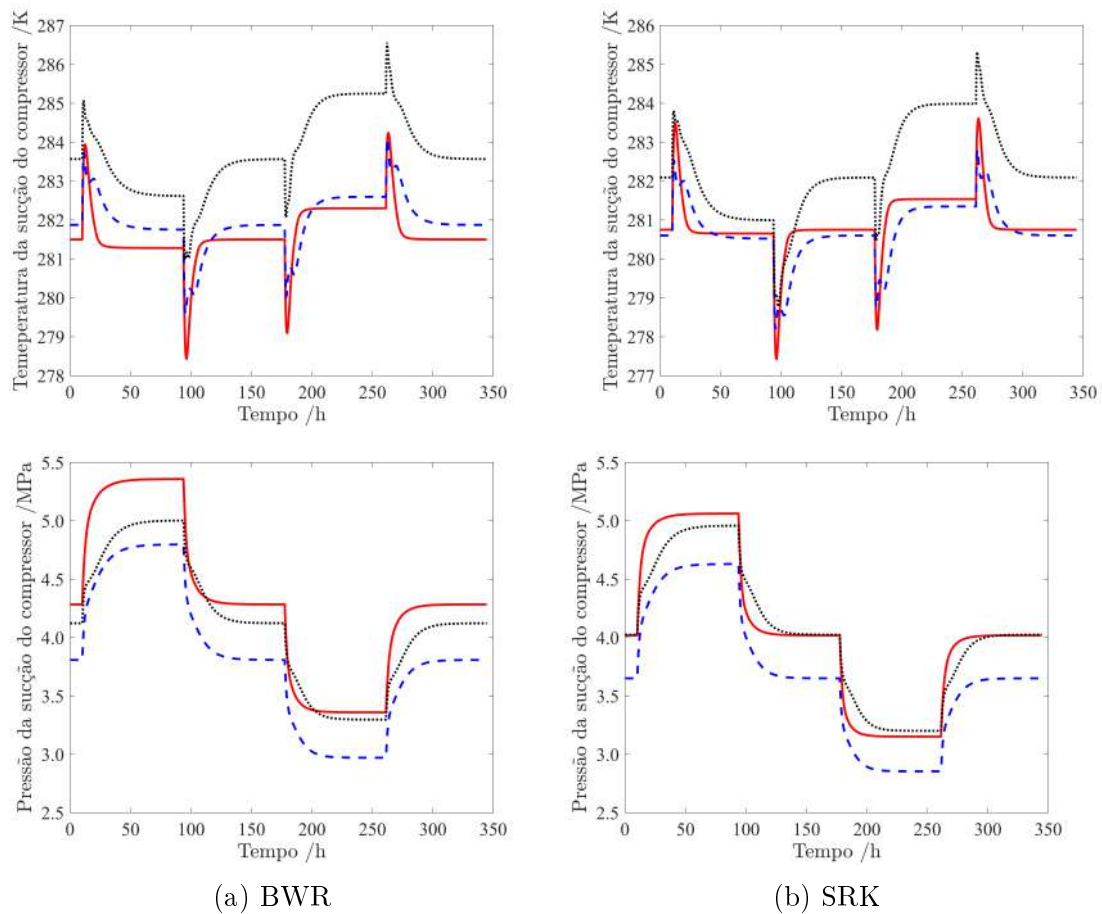 Temeperatura da sucção do compressor /K
287
286
285
284
283
282
281
280
279
278
0 50 100 150 200 250 300 350
Tempo /h
Temeperatura da sucção do compressor /K
286
285
284
283
282
281
280
279
278
277
0 50 100 150 200 250 300 350
Tempo /h
Pressão da sucção do compressor /MPa
5.5
5.0
4.5
4.0
3.5
3.0
2.5
0 50 100 150 200 250 300 350
Tempo /h
(a) BWR
Pressão da sucção do compressor /MPa
5.5
5.0
4.5
4.0
3.5
3.0
2.5
0 50 100 150 200 250 300 350
Tempo /h
(b) SRK